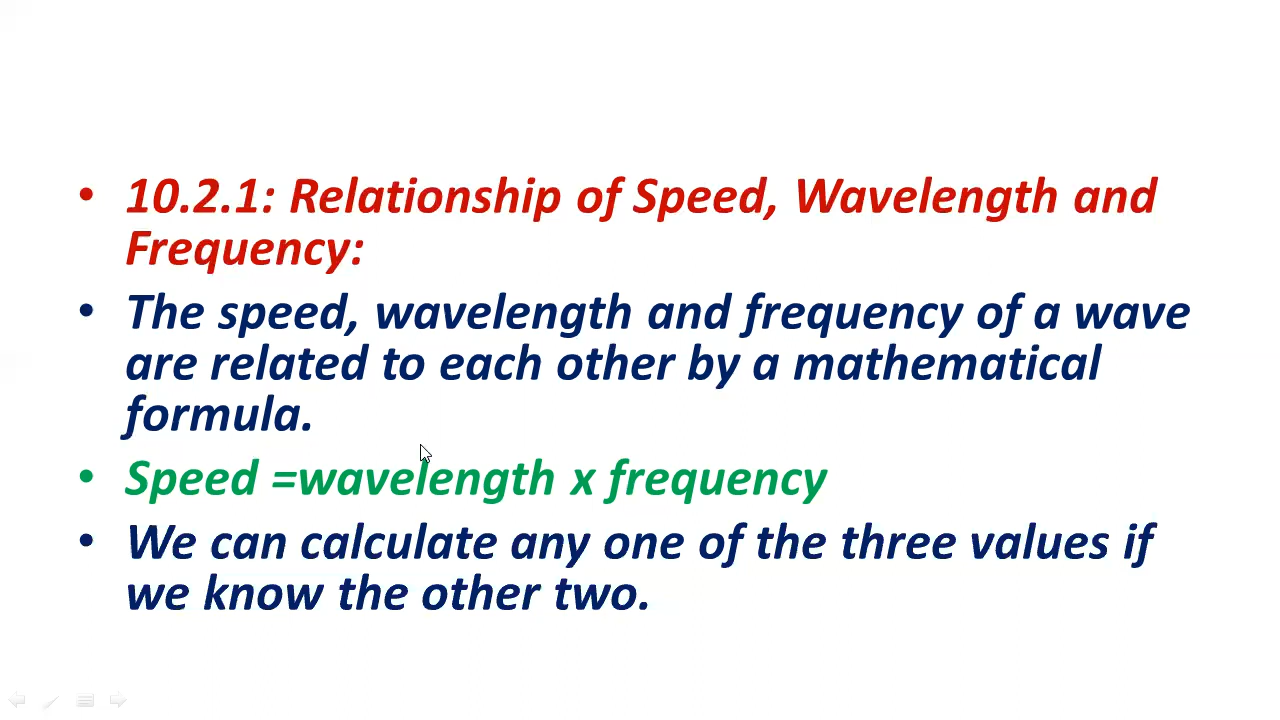 • 10.2.1: Relationship of Speed, Wavelength and
Frequency:
• The speed, wavelength and frequency of a wave
are related to each other by a mathematical
formula.
• Speed =wavelength x frequency
• We can calculate any one of the three values if
we know the other two.